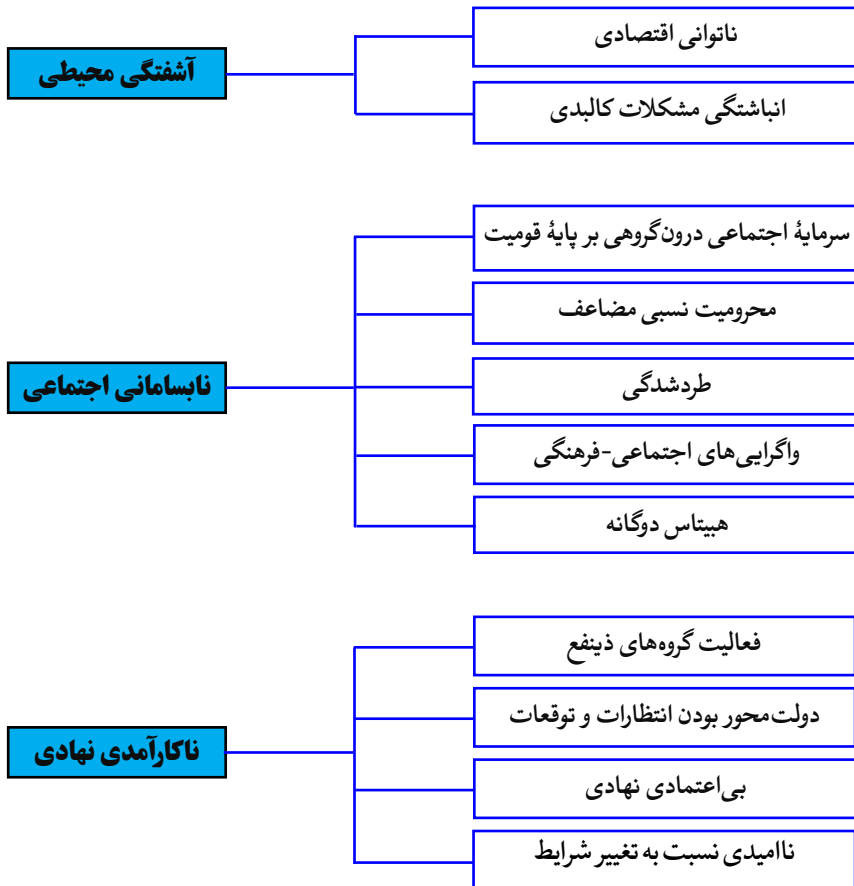 آشفتگی محیطی
ناتوانی اقتصادی
انباشتگی مشکلات کالبدی
نابسامانی اجتماعی
سرمایۀ اجتماعی درون‌گروهی بر پایۀ قومیت
محرومیت نسبی مضاعف
طردشدگی
واگرایی‌های اجتماعی-فرهنگی
هبیتاس دوگانه
ناکارآمدی نهادی
فعالیت گروه‌های ذینفع
دولت‌محور بودن انتظارات و توقعات
بی‌اعتمادی نهادی
ناامیدی نسبت به تغییر شرایط